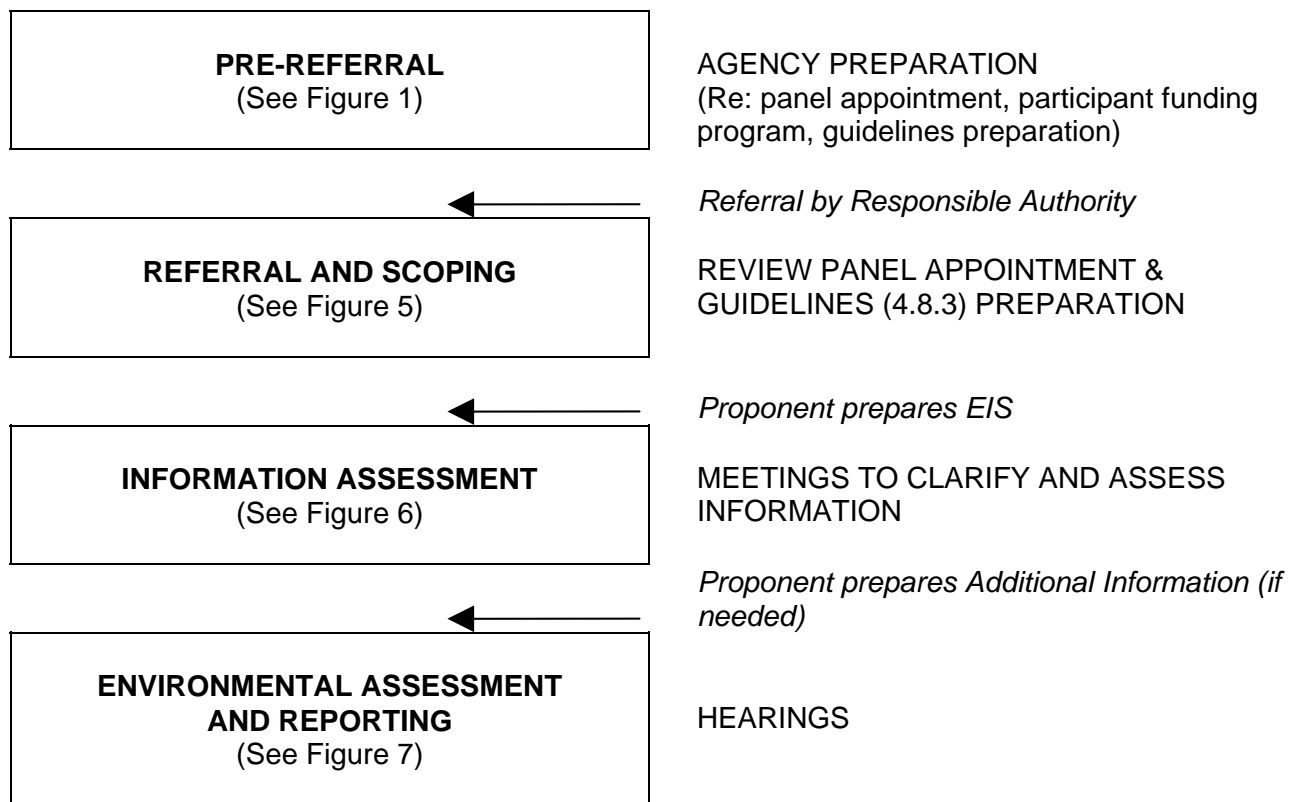 PRE-REFERRAL
(See Figure 1)
AGENCY PREPARATION
(Re: panel appointment, participant funding
program, guidelines preparation)
Referral by Responsible Authority
REFERRAL AND SCOPING
(See Figure 5)
REVIEW PANEL APPOINTMENT &
GUIDELINES (4.8.3) PREPARATION
Proponent prepares EIS
INFORMATION ASSESSMENT
(See Figure 6)
MEETINGS TO CLARIFY AND ASSESS
INFORMATION
Proponent prepares Additional Information (if
needed)
ENVIRONMENTAL ASSESSMENT
AND REPORTING
(See Figure 7)
HEARINGS